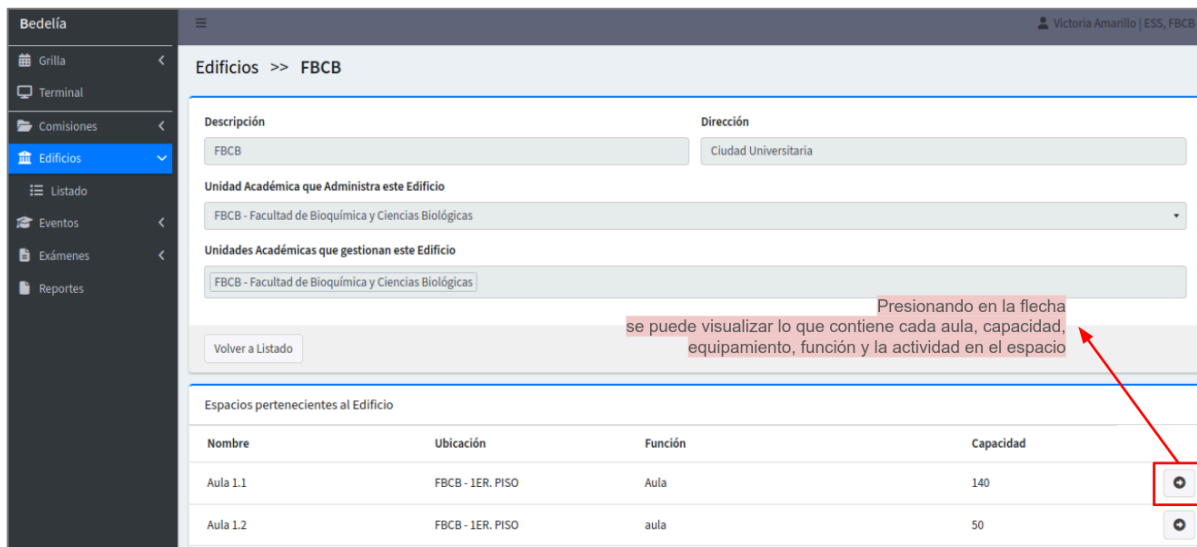 Bedelía
Victoria Amarillo | ESS, FBCB
Grilla
Terminal
Comisiones
Edificios
Listado
Eventos
Exámenes
Reportes
Edificios >> FBCB
Descripción
Dirección
FBCB
Ciudad Universitaria
Unidad Académica que Administra este Edificio
FBCB - Facultad de Bioquímica y Ciencias Biológicas
Unidades Académicas que gestionan este Edificio
FBCB - Facultad de Bioquímica y Ciencias Biológicas
Presionando en la flecha
se puede visualizar lo que contiene cada aula, capacidad,
equipamiento, función y la actividad en el espacio
Volver a Listado
Espacios pertenecientes al Edificio
Nombre Ubicación Función Capacidad
Aula 1.1 FBCB - 1ER. PISO Aula 140
Aula 1.2 FBCB - 1ER. PISO aula 50